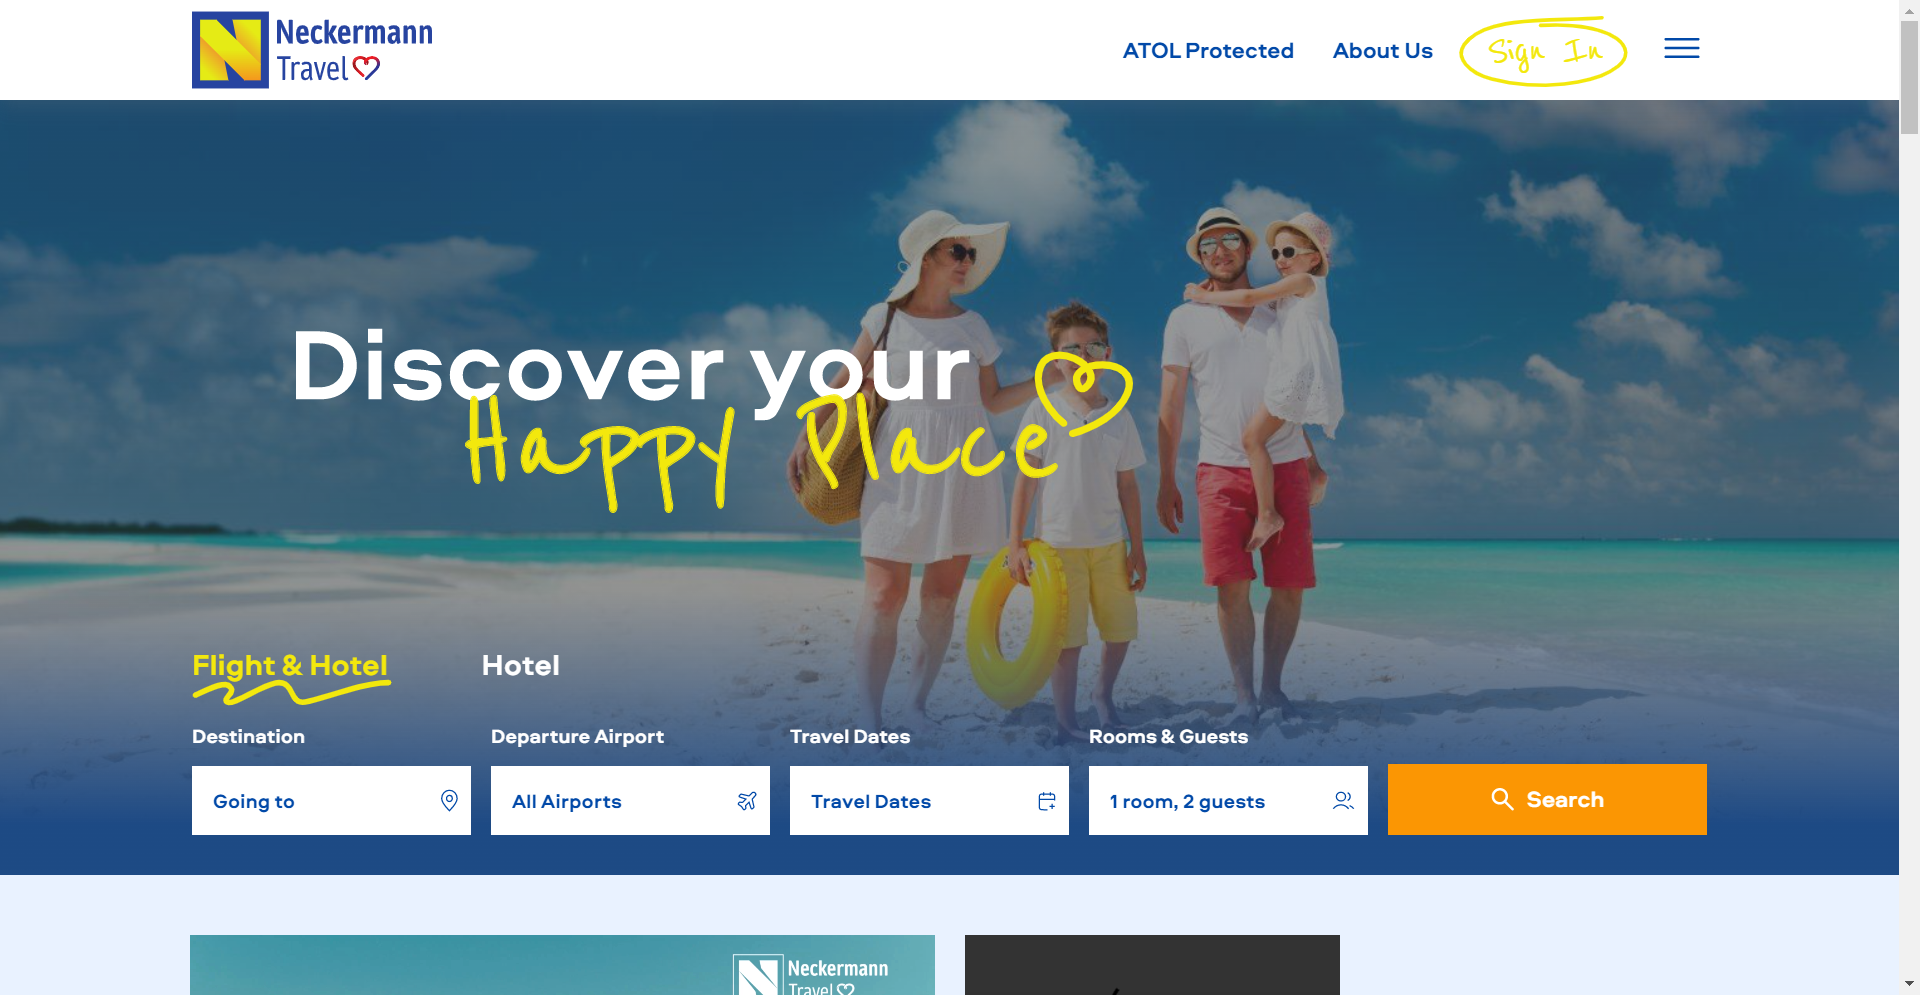 Neckermann
Travel
ATOL Protected
About Us
Sign In
Discover your
Happy Place
Flight & Hotel
Hotel
Destination
Departure Airport
Travel Dates
Rooms & Guests
Going to
All Airports
Travel Dates
1 room, 2 guests
Search
Neckermann
Travel